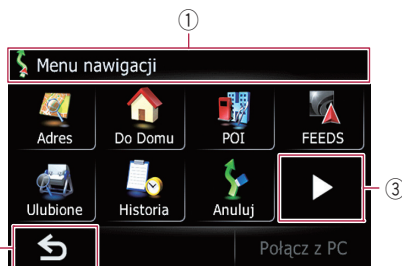 ①
Menu nawigacji
Adres Do Domu POI FEEDS
③
Ulubione Historia Anuluj
Połącz z PC